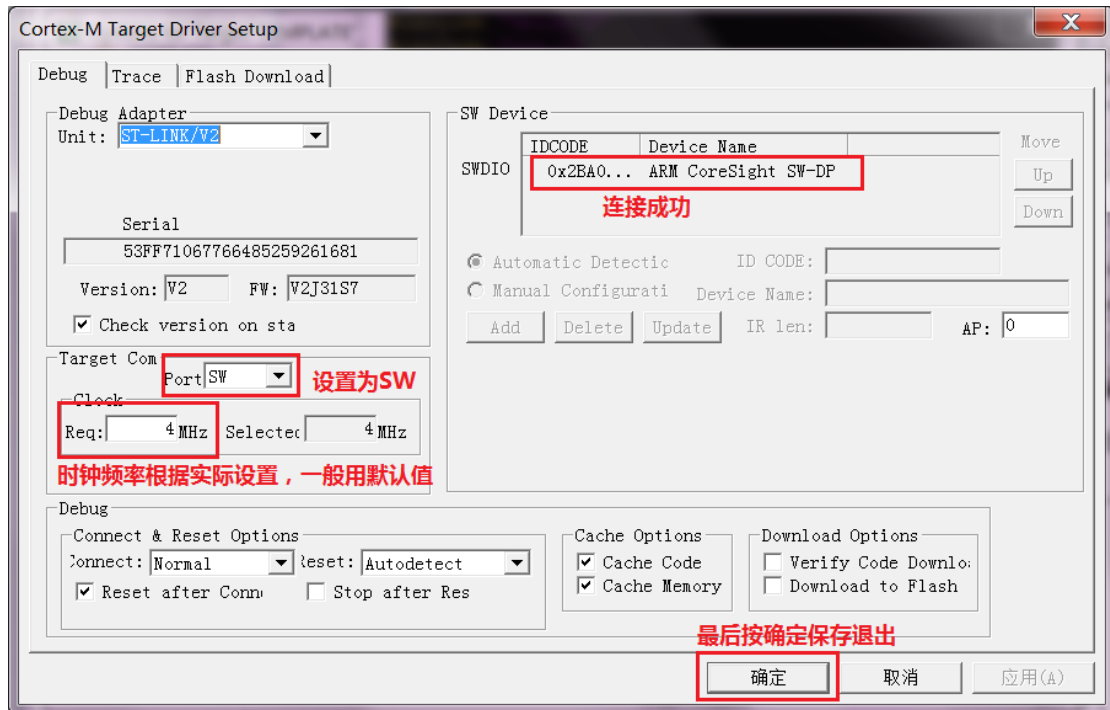 Cortex-M Target Driver Setup
Debug Trace Flash Download
Debug Adapter
Unit: ST-LINK/V2
Serial
53FF71067766485259261681
Version: V2 FW: V2J31S7
Check version on sta
Target Com
Port SW 设置为SW
Clock
Req: 4 MHz Selected 4 MHz
时钟频率根据实际设置，一般用默认值
SW Device
IDCODE Device Name
SWDIO 0x2BA0... ARM CoreSight SW-DP
连接成功
Move
Up
Down
Automatic Detectic ID CODE:
Manual Configurati Device Name:
Add Delete Update IR len: AP: 0
Debug
Connect & Reset Options
Connect: Normal Reset: Autodetect
Reset after Conn Stop after Res
Cache Options
Cache Code
Cache Memory
Download Options
Verify Code Downlo
Download to Flash
最后按确定保存退出
确定 取消 应用(A)